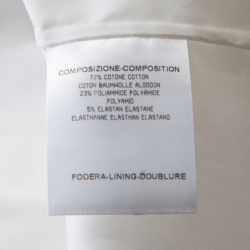 COMPOSIZIONE-COMPOSITION
72% COTONE COTTON
COTON BAUMWOLLE ALGODON
23% POLIAMMIDE POLYAMIDE
POLYAMID
5% ELASTAN ELASTANE
ELASTHANNE ELASTHAN ELASTANO
FODERA-LINING-DOUBLURE